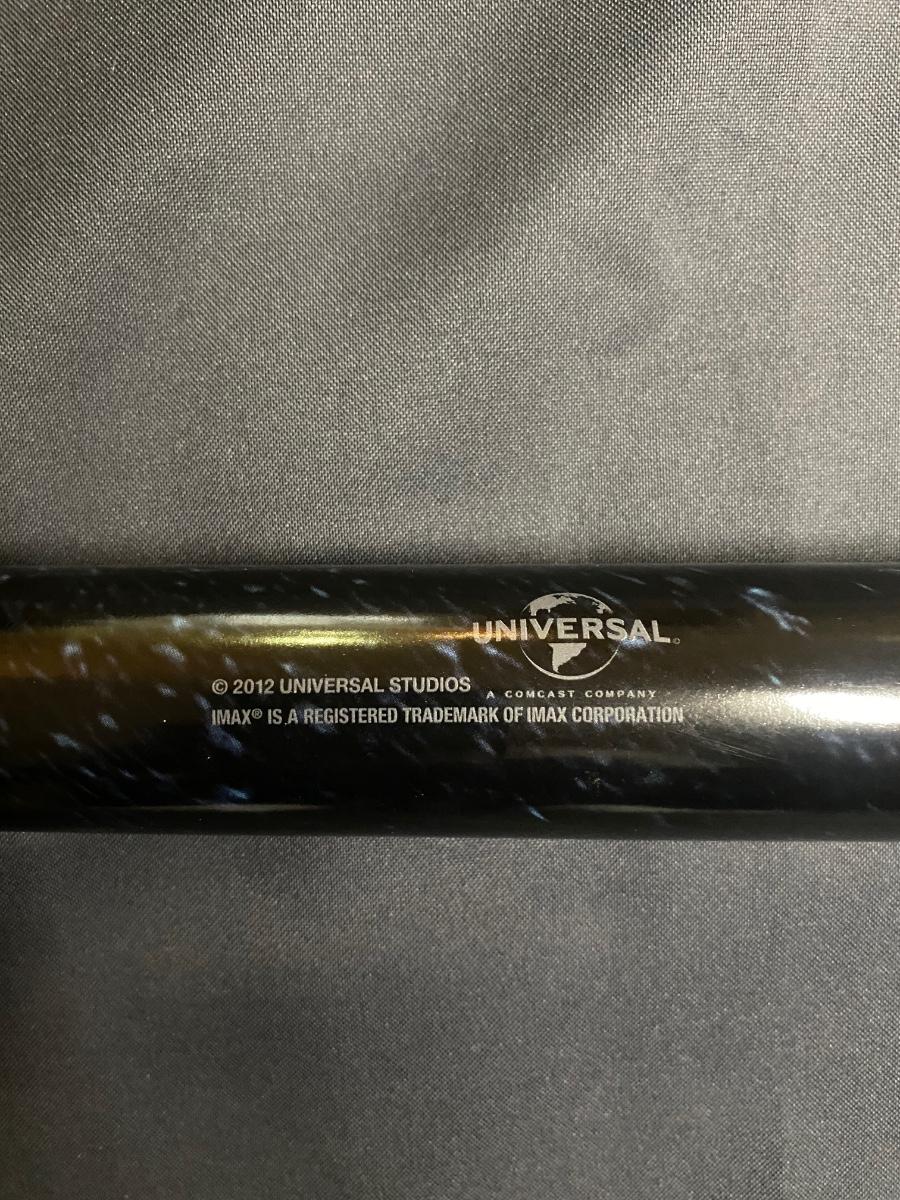 UNIVERSAL
A COMCAST COMPANY
© 2012 UNIVERSAL STUDIOS
IMAX® IS A REGISTERED TRADEMARK OF IMAX CORPORATION